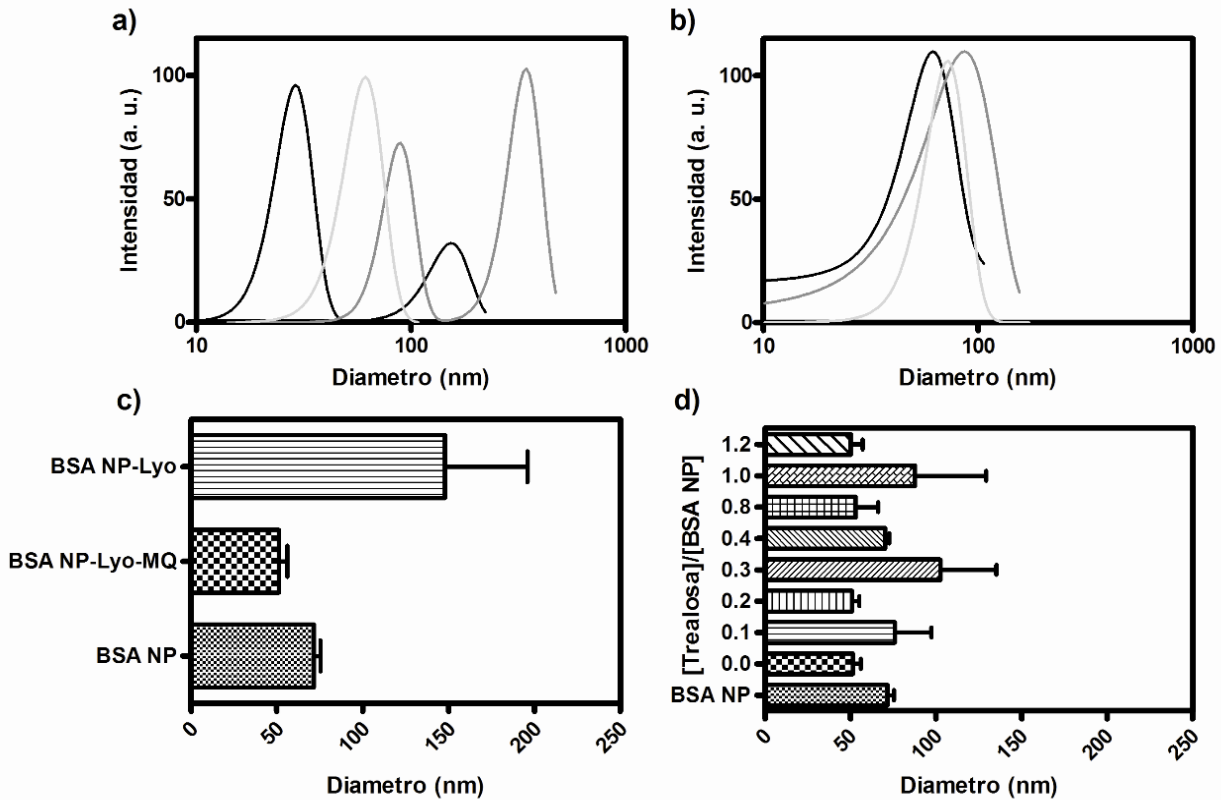 a)
100
50
0
Intensidad (a. u.)
10
100
1000
Diametro (nm)
b)
100
50
0
Intensidad (a. u.)
10
100
1000
Diametro (nm)
c)
BSA NP-Lyo
BSA NP-Lyo-MQ
BSA NP
0
50
100
150
200
250
Diametro (nm)
d)
[Trealosa]/[BSA NP]
1.2
1.0
0.8
0.4
0.3
0.2
0.1
0.0
BSA NP
0
50
100
150
200
250
Diametro (nm)